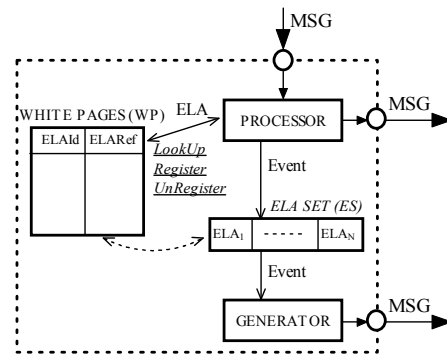 MSG
WHITE PAGES (WP)
ELA
ELAId ELARef
PROCESSOR
MSG
LookUp
Register
UnRegister
Event
ELA SET (ES)
ELA1 ----- ELAN
Event
GENERATOR
MSG